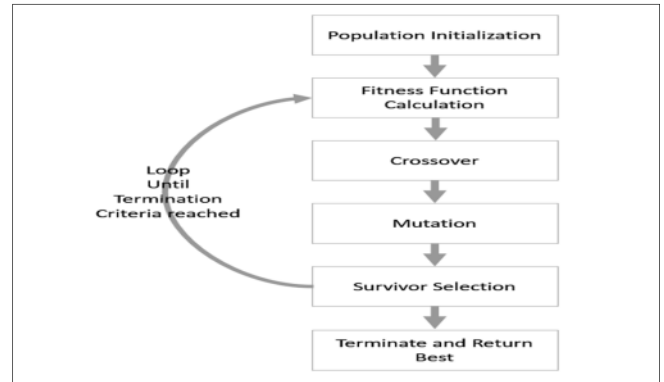 Population Initialization
Fitness Function
Calculation
Crossover
Loop
Until
Termination
Criteria reached
Mutation
Survivor Selection
Terminate and Return
Best